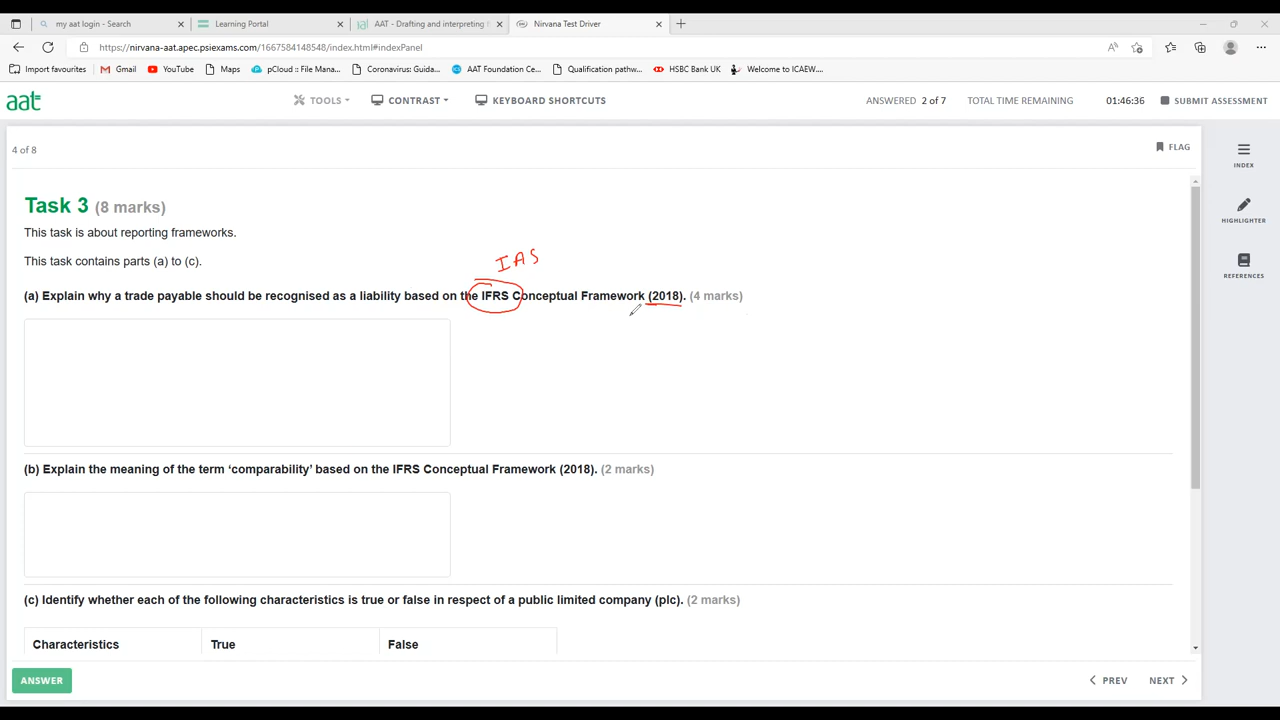 my aat login - Search
Learning Portal
AAT - Drafting and interpreting f
Nirvana Test Driver
https://nirvana-aat.apec.psiexams.com/1667584148548/index.html#indexPanel
Import favourites
Gmail
YouTube
Maps
pCloud :: File Mana...
Coronavirus: Guida...
AAT Foundation Ce...
Qualification pathw...
HSBC Bank UK
Welcome to ICAEW....
aat
TOOLS
CONTRAST
KEYBOARD SHORTCUTS
ANSWERED 2 of 7
TOTAL TIME REMAINING
01:46:36
SUBMIT ASSESSMENT
4 of 8
FLAG
INDEX
HIGHLIGHTER
REFERENCES
Task 3 (8 marks)
This task is about reporting frameworks.
This task contains parts (a) to (c).
IAS
(a) Explain why a trade payable should be recognised as a liability based on the IFRS Conceptual Framework (2018). (4 marks)
(b) Explain the meaning of the term ‘comparability’ based on the IFRS Conceptual Framework (2018). (2 marks)
(c) Identify whether each of the following characteristics is true or false in respect of a public limited company (plc). (2 marks)
Characteristics
True
False
ANSWER
PREV
NEXT